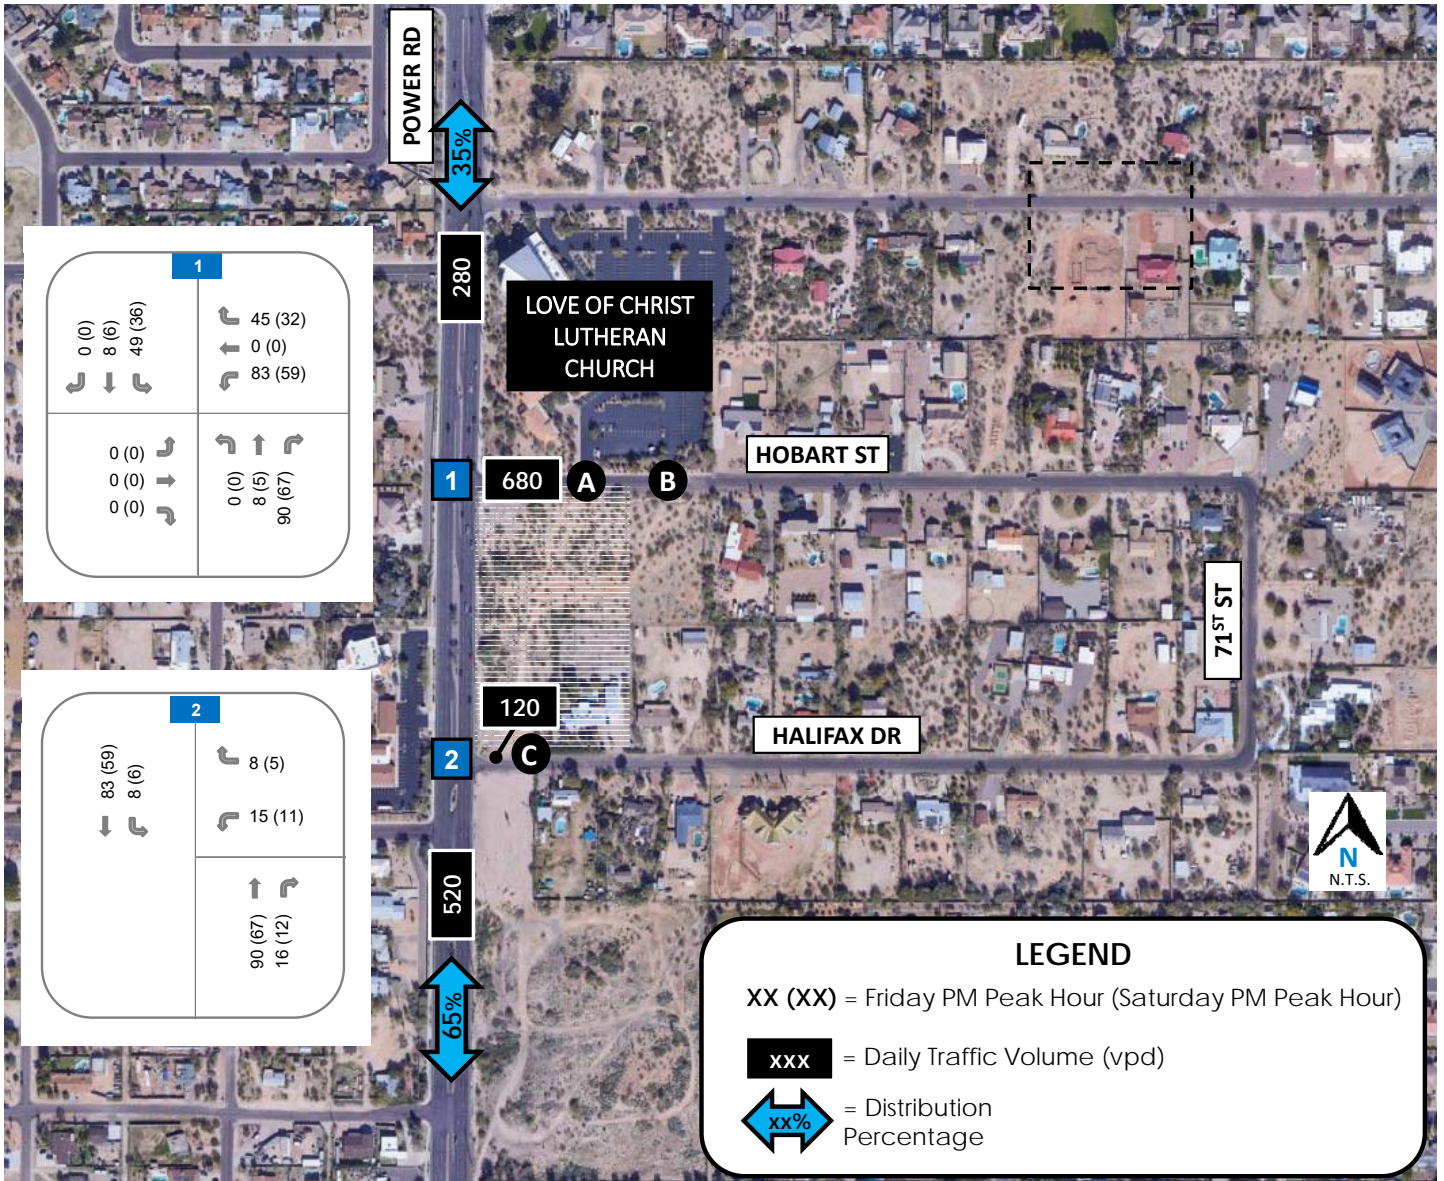 POWER RD
35%
280
LOVE OF CHRIST
LUTHERAN
CHURCH
1
0 (0)
8 (6)
49 (36)
45 (32)
0 (0)
83 (59)
0 (0)
0 (0)
0 (0)
0 (0)
8 (5)
90 (67)
1
680
A
B
HOBART ST
71ST ST
120
2
C
HALIFAX DR
2
83 (59)
8 (6)
8 (5)
15 (11)
90 (67)
16 (12)
520
65%
N
N.T.S.
LEGEND
XX (XX) = Friday PM Peak Hour (Saturday PM Peak Hour)
xxx = Daily Traffic Volume (vpd)
xx% = Distribution
Percentage